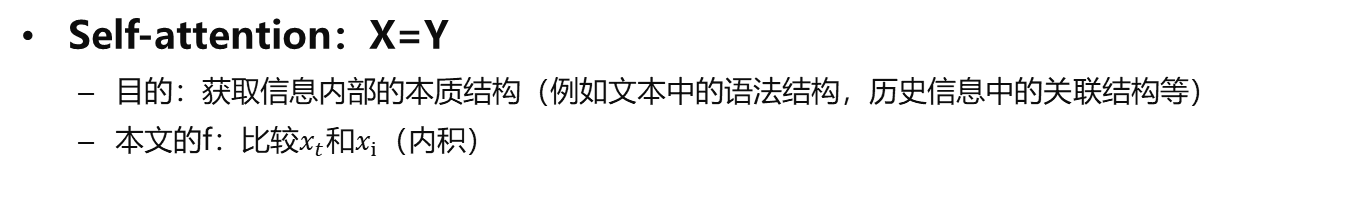 • Self-attention：X=Y
– 目的：获取信息内部的本质结构（例如文本中的语法结构，历史信息中的关联结构等）
– 本文的f：比较𝑥ₜ和𝑥ᵢ（内积）